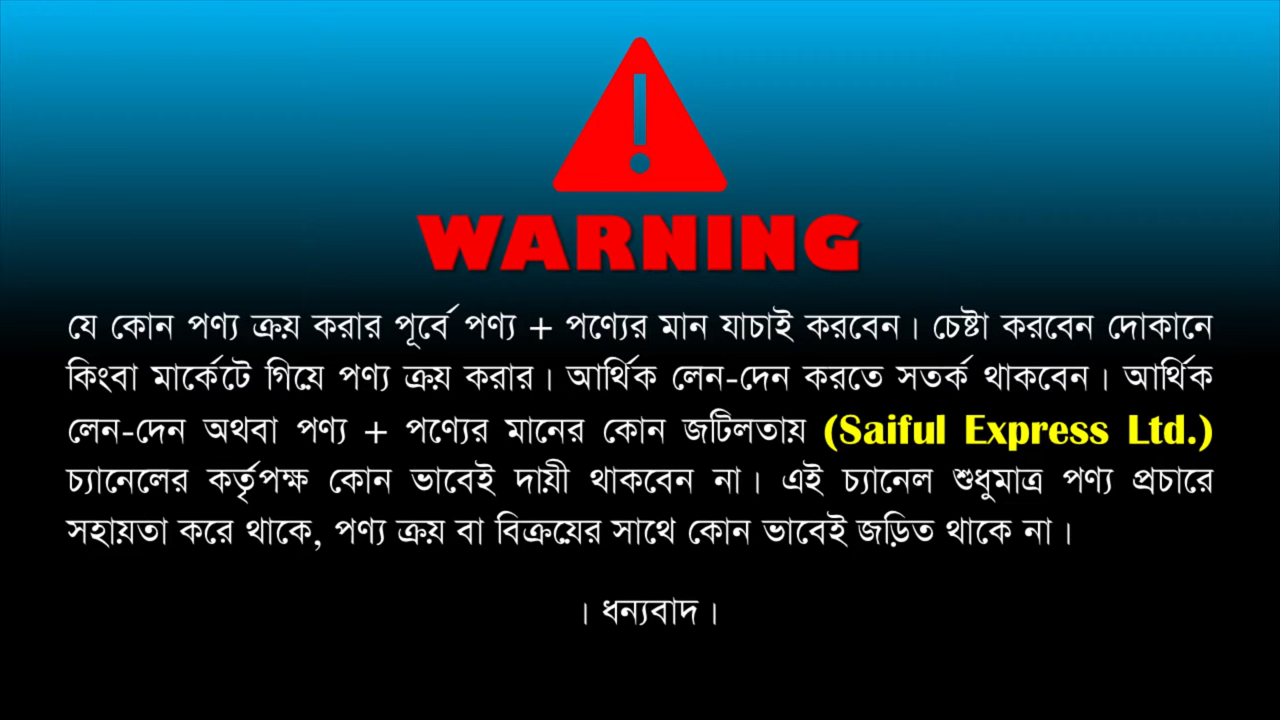 WARNING
যে কোন পণ্য ক্রয় করার পূর্বে পণ্য + পণ্যের মান যাচাই করবেন। চেষ্টা করবেন দোকানে
কিংবা মার্কেটে গিয়ে পণ্য ক্রয় করার। আর্থিক লেন-দেন করতে সতর্ক থাকবেন। আর্থিক
লেন-দেন অথবা পণ্য + পণ্যের মানের কোন জটিলতায় (Saiful Express Ltd.)
চ্যানেলের কর্তৃপক্ষ কোন ভাবেই দায়ী থাকবেন না। এই চ্যানেল শুধুমাত্র পণ্য প্রচারে
সহায়তা করে থাকে, পণ্য ক্রয় বা বিক্রয়ের সাথে কোন ভাবেই জড়িত থাকে না।
। ধন্যবাদ।